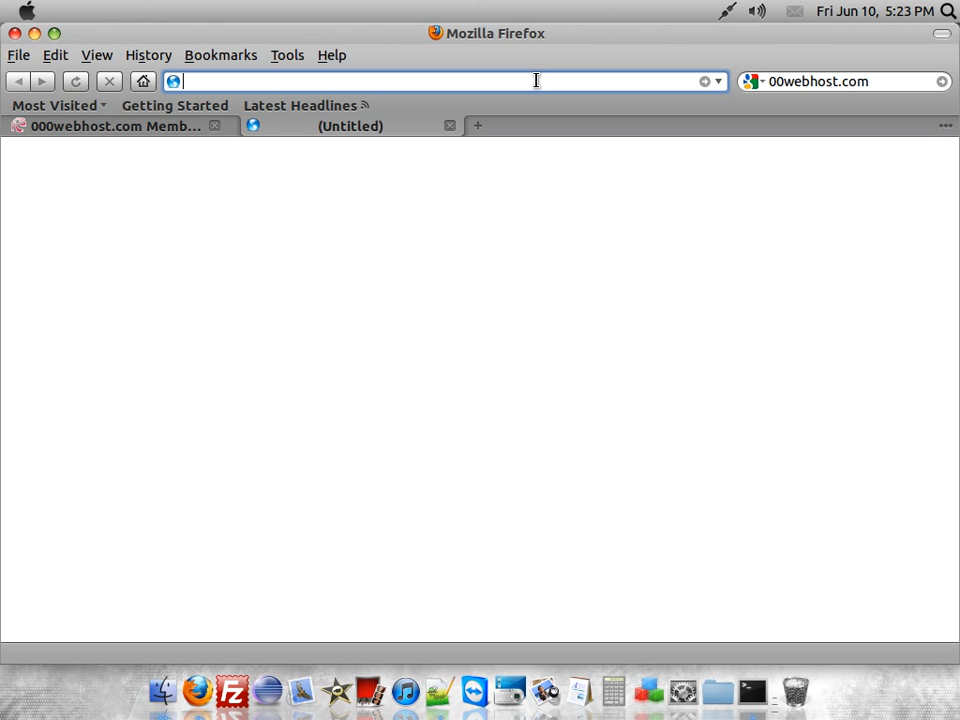 Fri Jun 10, 5:23 PM
Mozilla Firefox
File Edit View History Bookmarks Tools Help
00webhost.com
Most Visited Getting Started Latest Headlines
000webhost.com Memb... (Untitled)
FZ